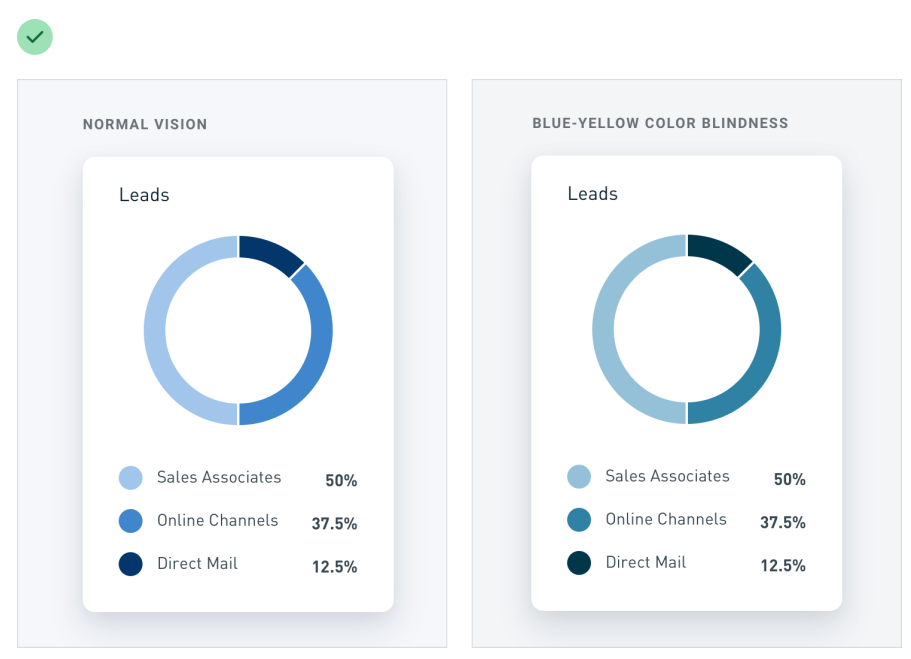 NORMAL VISION
Leads
Sales Associates 50%
Online Channels 37.5%
Direct Mail 12.5%
BLUE-YELLOW COLOR BLINDNESS
Leads
Sales Associates 50%
Online Channels 37.5%
Direct Mail 12.5%